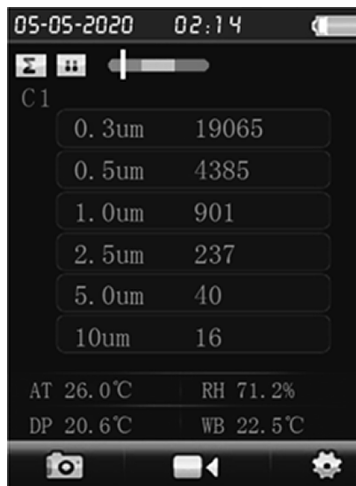 05-05-2020 02:14
Σ
C1
0.3um 19065
0.5um 4385
1.0um 901
2.5um 237
5.0um 40
10um 16
AT 26.0℃ RH 71.2%
DP 20.6℃ WB 22.5℃